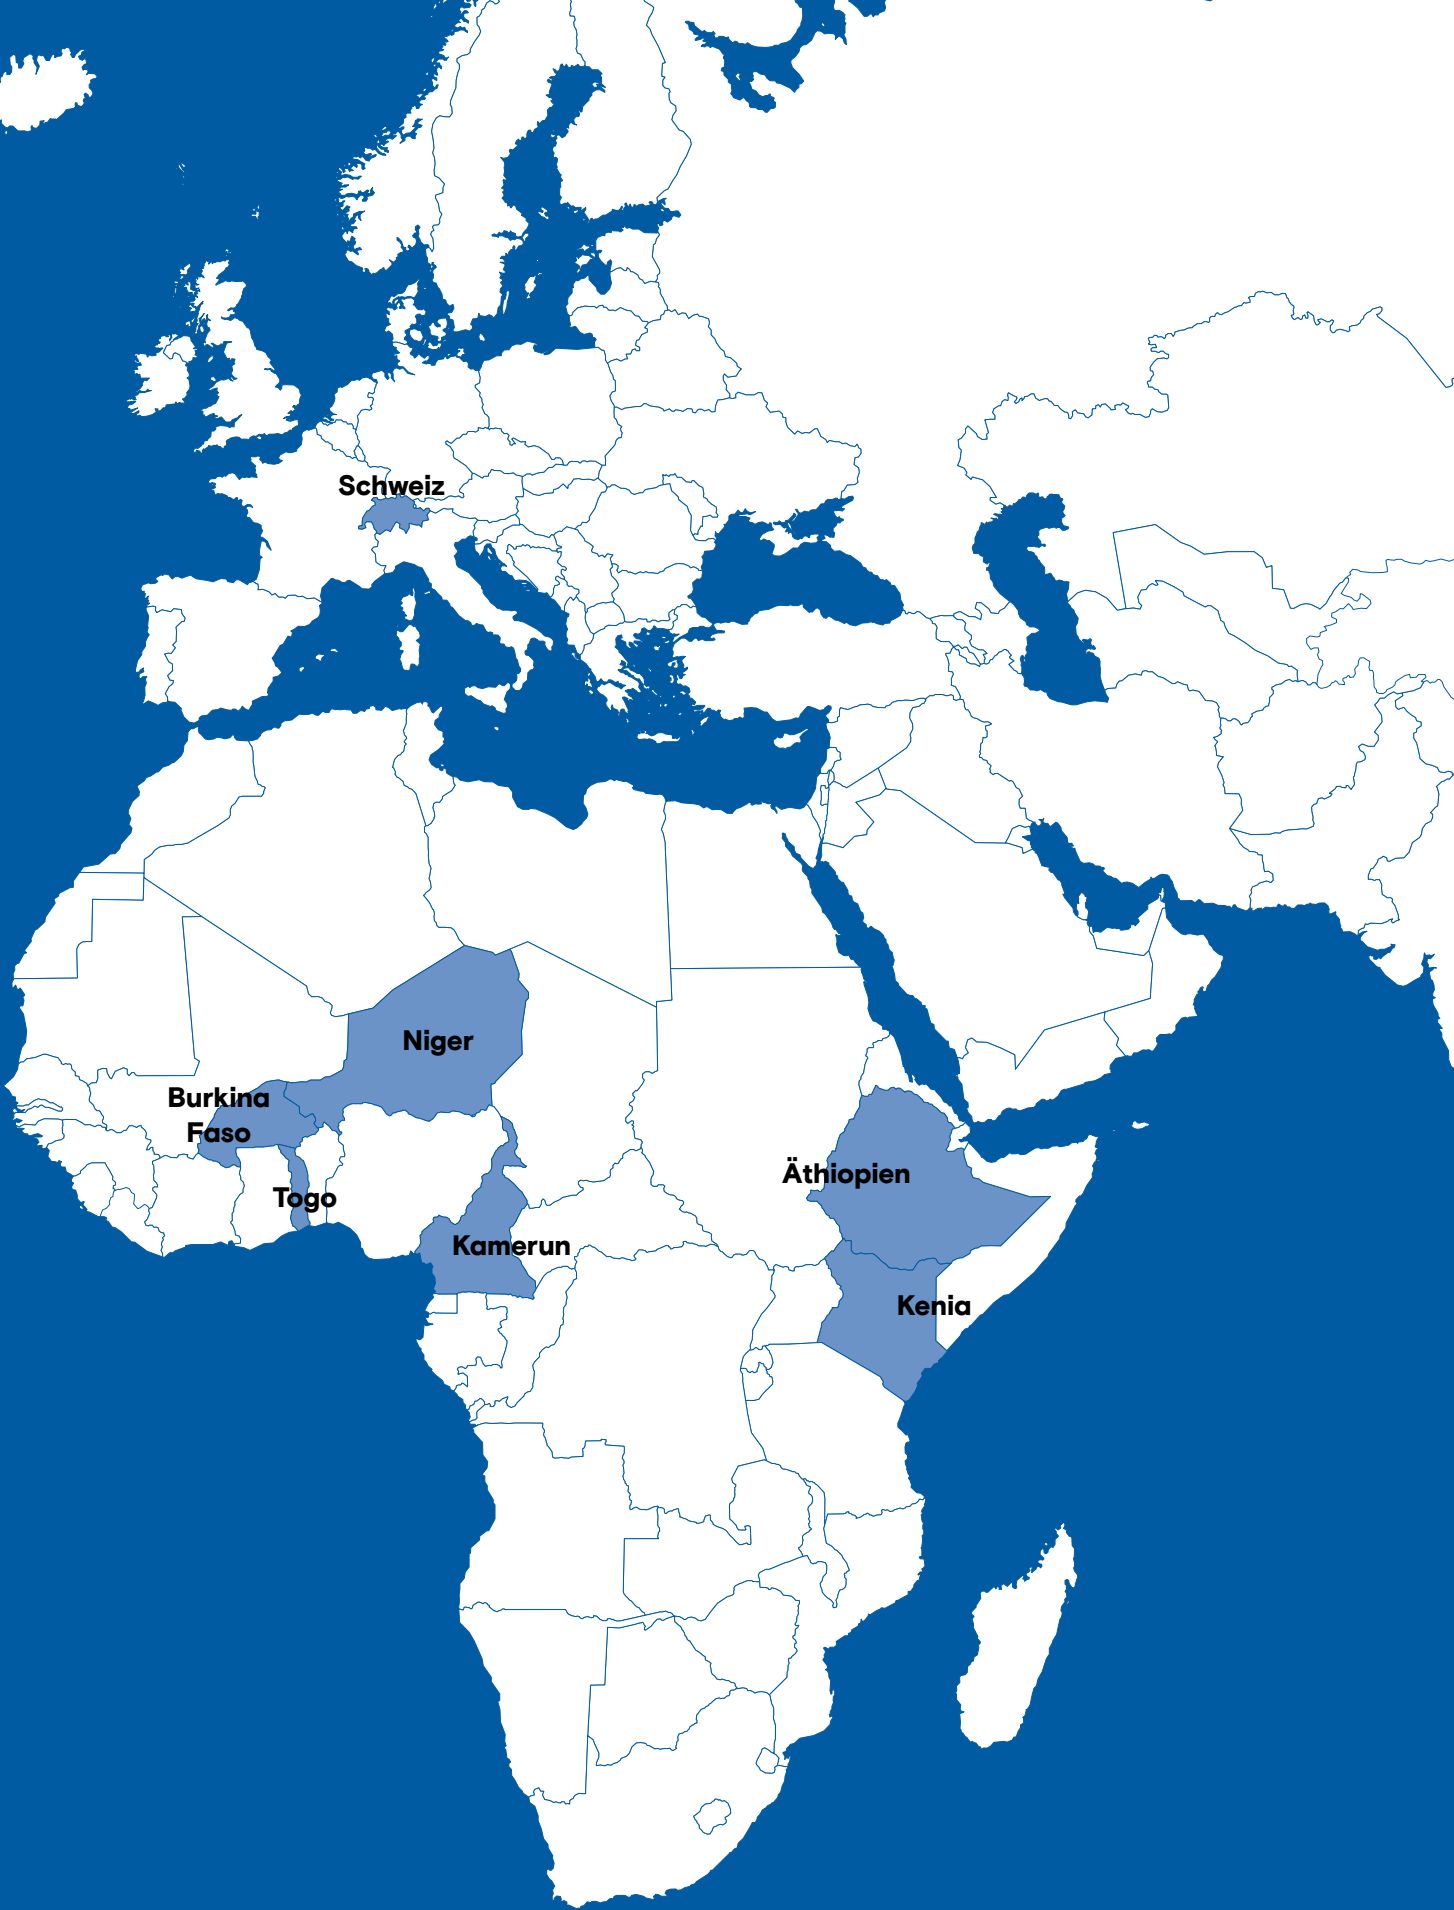 Schweiz
Niger
Burkina
Faso
Äthiopien
Togo
Kamerun
Kenia